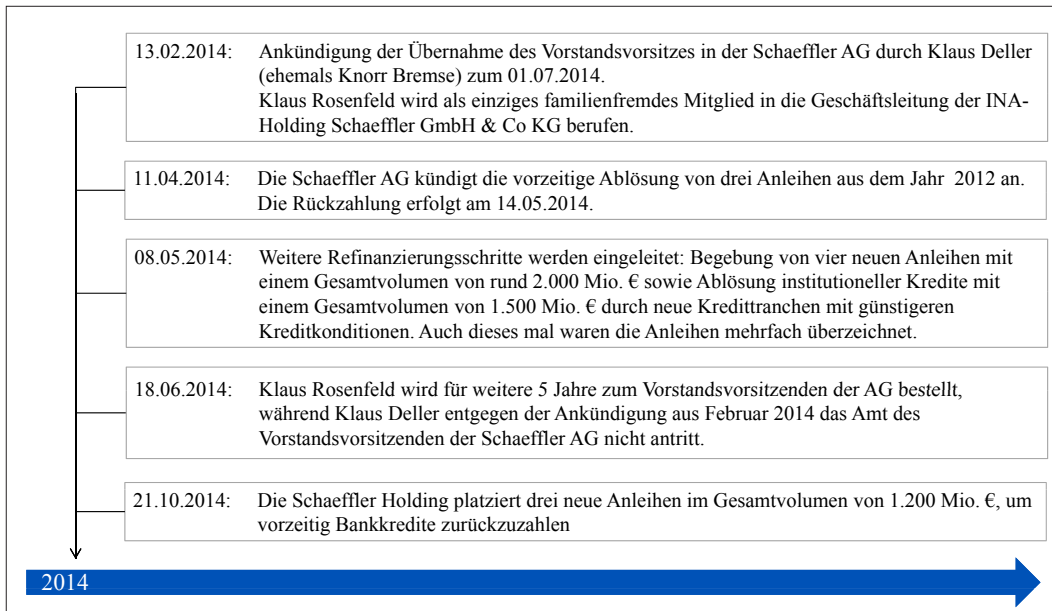 13.02.2014: Ankündigung der Übernahme des Vorstandsvorsitzes in der Schaeffler AG durch Klaus Deller
(ehemals Knorr Bremse) zum 01.07.2014.
Klaus Rosenfeld wird als einziges familienfremdes Mitglied in die Geschäftsleitung der INA-
Holding Schaeffler GmbH & Co KG berufen.
11.04.2014: Die Schaeffler AG kündigt die vorzeitige Ablösung von drei Anleihen aus dem Jahr 2012 an.
Die Rückzahlung erfolgt am 14.05.2014.
08.05.2014: Weitere Refinanzierungsschritte werden eingeleitet: Begebung von vier neuen Anleihen mit
einem Gesamtvolumen von rund 2.000 Mio. € sowie Ablösung institutioneller Kredite mit
einem Gesamtvolumen von 1.500 Mio. € durch neue Kredittranchen mit günstigeren
Kreditkonditionen. Auch dieses mal waren die Anleihen mehrfach überzeichnet.
18.06.2014: Klaus Rosenfeld wird für weitere 5 Jahre zum Vorstandsvorsitzenden der AG bestellt,
während Klaus Deller entgegen der Ankündigung aus Februar 2014 das Amt des
Vorstandsvorsitzenden der Schaeffler AG nicht antritt.
21.10.2014: Die Schaeffler Holding platziert drei neue Anleihen im Gesamtvolumen von 1.200 Mio. €, um
vorzeitig Bankkredite zurückzuzahlen
2014